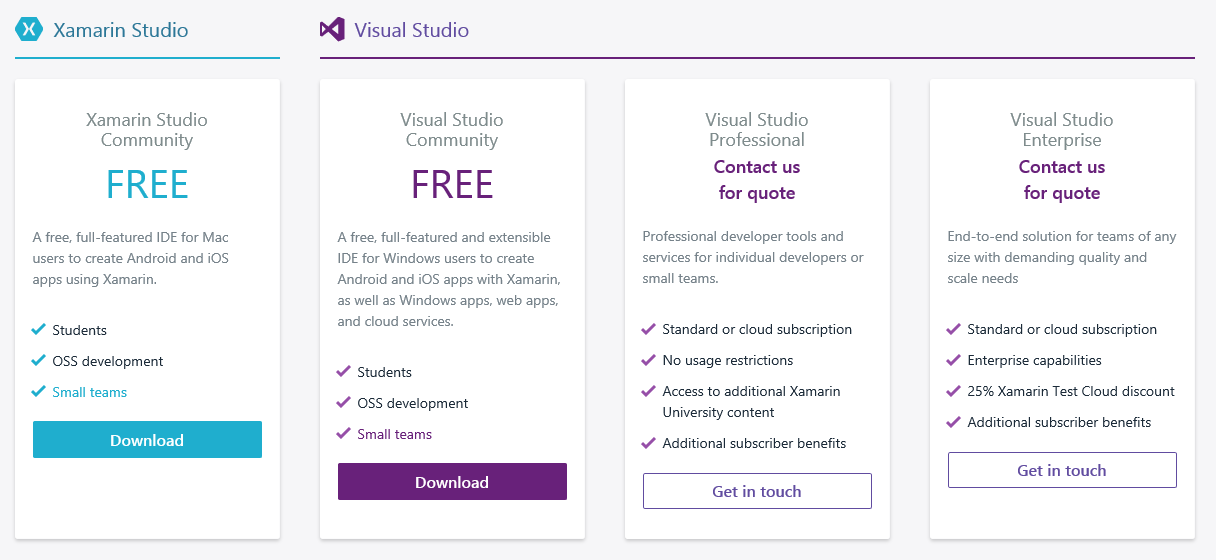 Xamarin Studio
Visual Studio
Xamarin Studio
Community
FREE
A free, full-featured IDE for Mac
users to create Android and iOS
apps using Xamarin.
Students
OSS development
Small teams
Download
Visual Studio
Community
FREE
A free, full-featured and extensible
IDE for Windows users to create
Android and iOS apps with Xamarin,
as well as Windows apps, web apps,
and cloud services.
Students
OSS development
Small teams
Download
Visual Studio
Professional
Contact us
for quote
Professional developer tools and
services for individual developers or
small teams.
Standard or cloud subscription
No usage restrictions
Access to additional Xamarin
University content
Additional subscriber benefits
Get in touch
Visual Studio
Enterprise
Contact us
for quote
End-to-end solution for teams of any
size with demanding quality and
scale needs
Standard or cloud subscription
Enterprise capabilities
25% Xamarin Test Cloud discount
Additional subscriber benefits
Get in touch